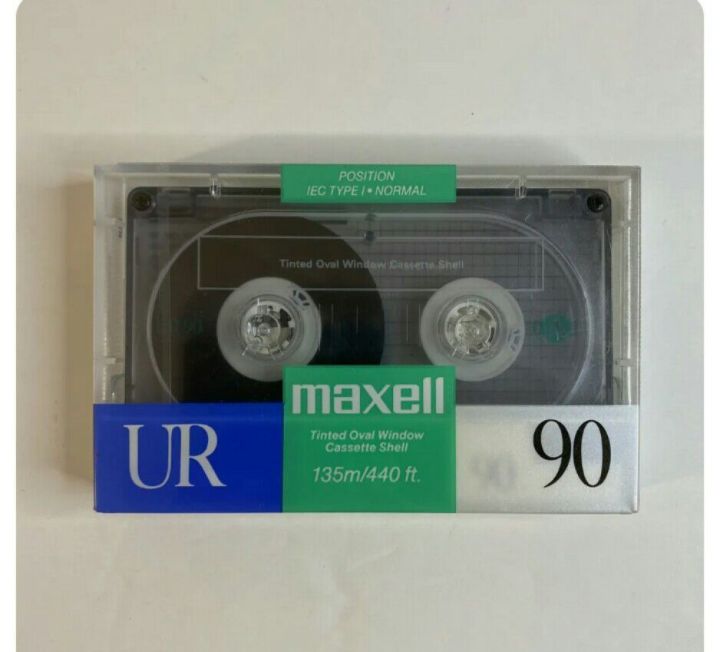 POSITION
IEC TYPE I • NORMAL
Tinted Oval Window Cassette Shell
maxell
UR
Tinted Oval Window
Cassette Shell
135m/440 ft.
90